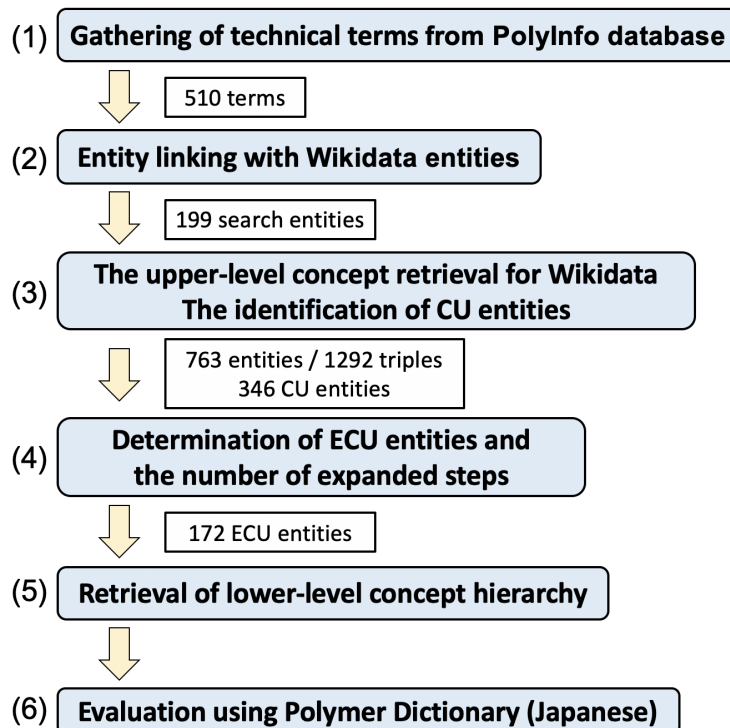 (1) Gathering of technical terms from PolyInfo database
510 terms
(2) Entity linking with Wikidata entities
199 search entities
(3) The upper-level concept retrieval for Wikidata
The identification of CU entities
763 entities / 1292 triples
346 CU entities
(4) Determination of ECU entities and
the number of expanded steps
172 ECU entities
(5) Retrieval of lower-level concept hierarchy
(6) Evaluation using Polymer Dictionary (Japanese)